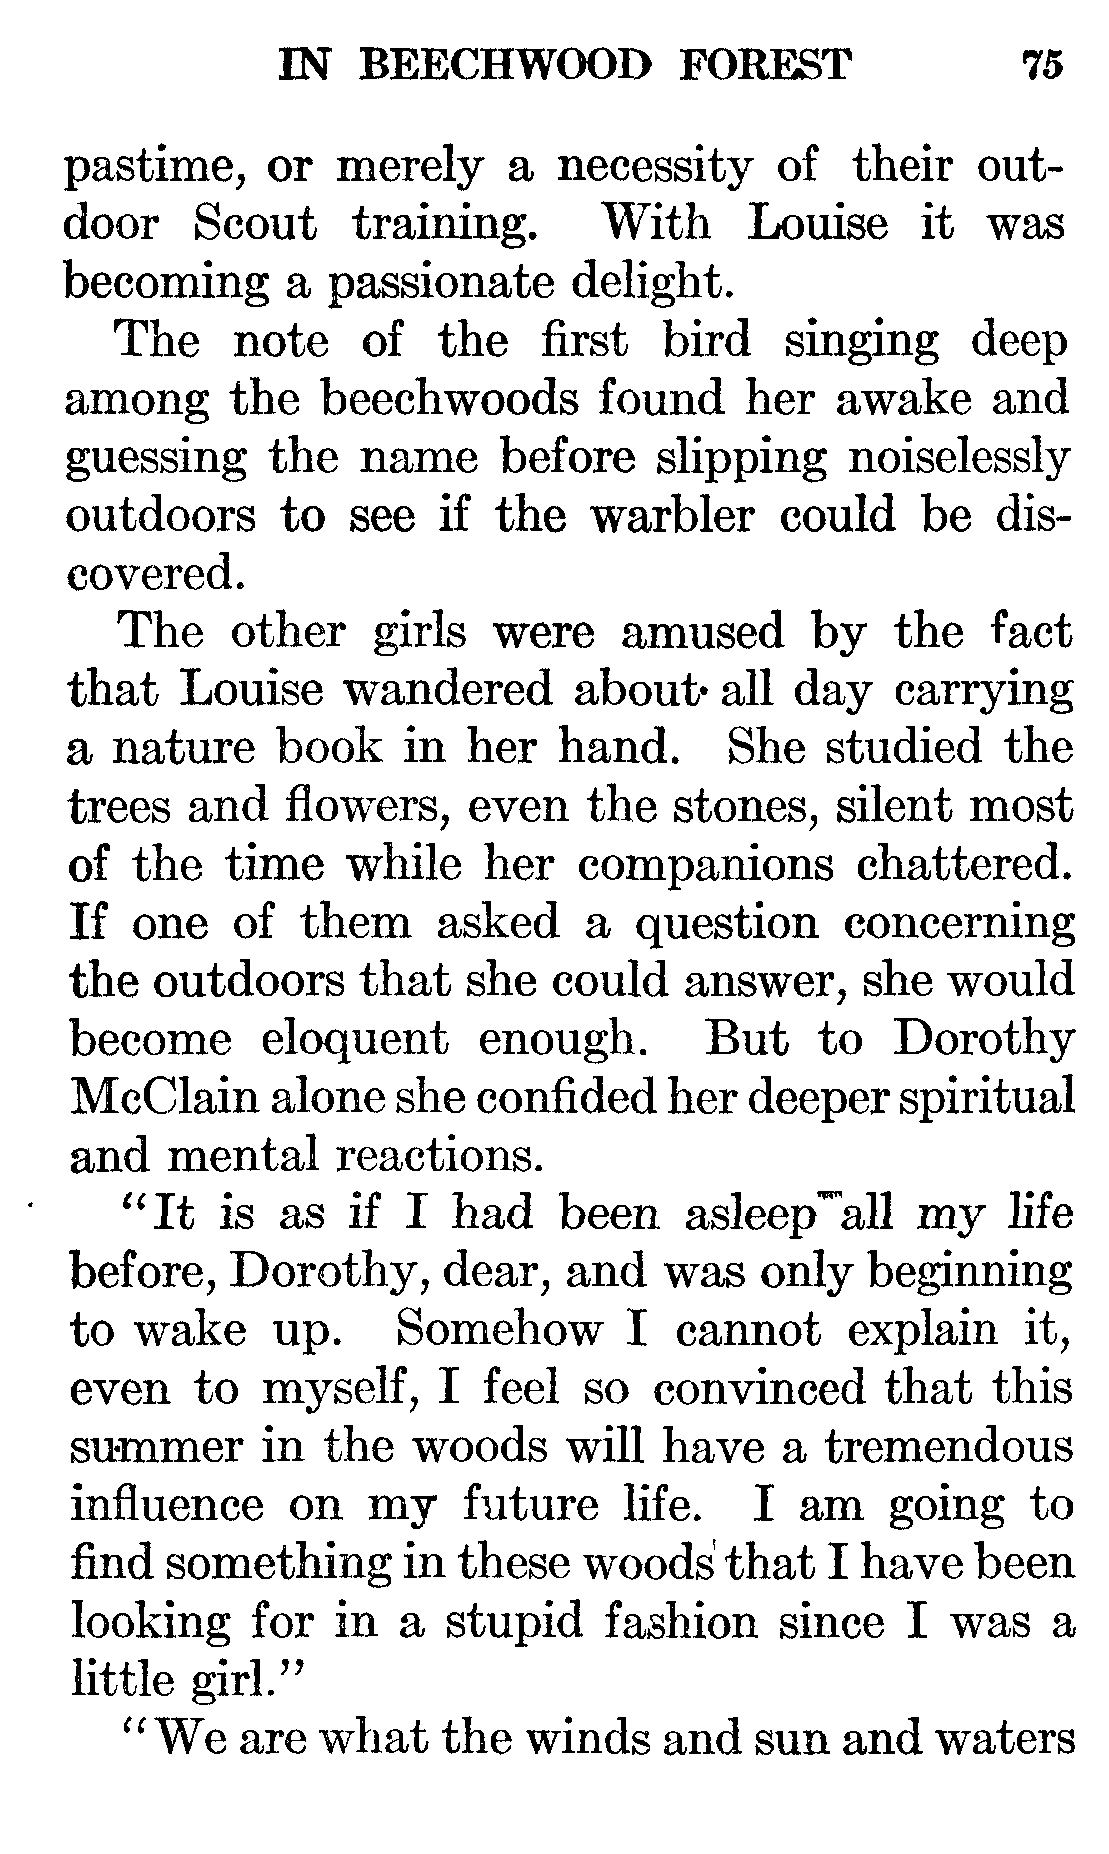 IN BEECHWOOD FOREST 75
pastime, or merely a necessity of their out-
door Scout training. With Louise it was
becoming a passionate delight.
The note of the first bird singing deep
among the beechwoods found her awake and
guessing the name before slipping noiselessly
outdoors to see if the warbler could be dis-
covered.
The other girls were amused by the fact
that Louise wandered about all day carrying
a nature book in her hand. She studied the
trees and flowers, even the stones, silent most
of the time while her companions chattered.
If one of them asked a question concerning
the outdoors that she could answer, she would
become eloquent enough. But to Dorothy
McClain alone she confided her deeper spiritual
and mental reactions.
"It is as if I had been asleep all my life
before, Dorothy, dear, and was only beginning
to wake up. Somehow I cannot explain it,
even to myself, I feel so convinced that this
summer in the woods will have a tremendous
influence on my future life. I am going to
find something in these woods that I have been
looking for in a stupid fashion since I was a
little girl."
"We are what the winds and sun and waters